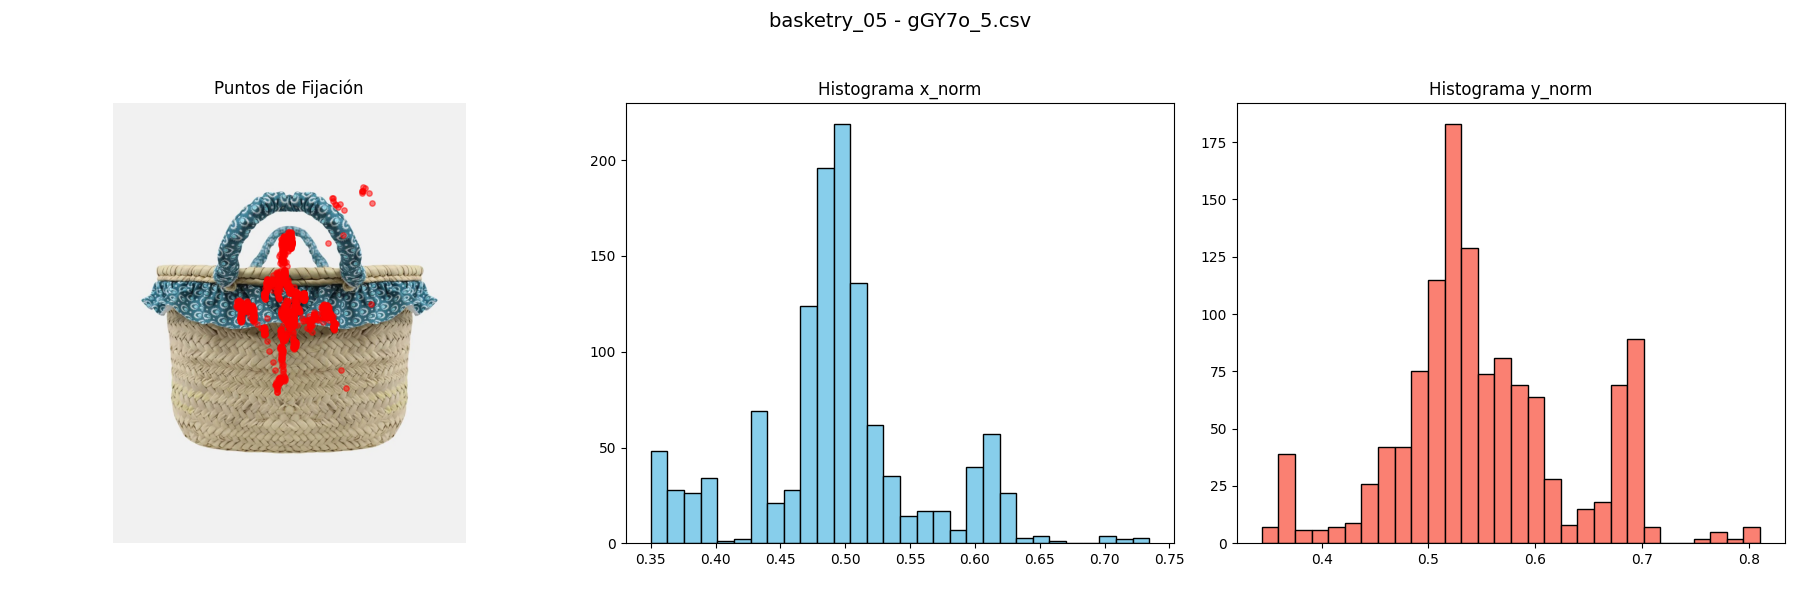 basketry_05 - gGY7o_5.csv
Puntos de Fijación
Histograma x_norm
Histograma y_norm
200
150
100
50
0
0.35 0.40 0.45 0.50 0.55 0.60 0.65 0.70 0.75
175
150
125
100
75
50
25
0
0.4 0.5 0.6 0.7 0.8